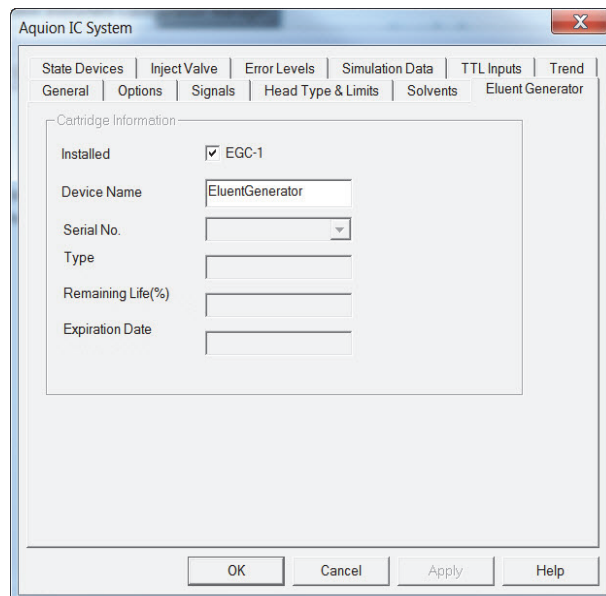 Aquion IC System
State Devices Inject Valve Error Levels Simulation Data TTL Inputs Trend
General Options Signals Head Type & Limits Solvents Eluent Generator
Cartridge Information
Installed EGC-1
Device Name EluentGenerator
Serial No.
Type
Remaining Life(%)
Expiration Date
OK Cancel Apply Help